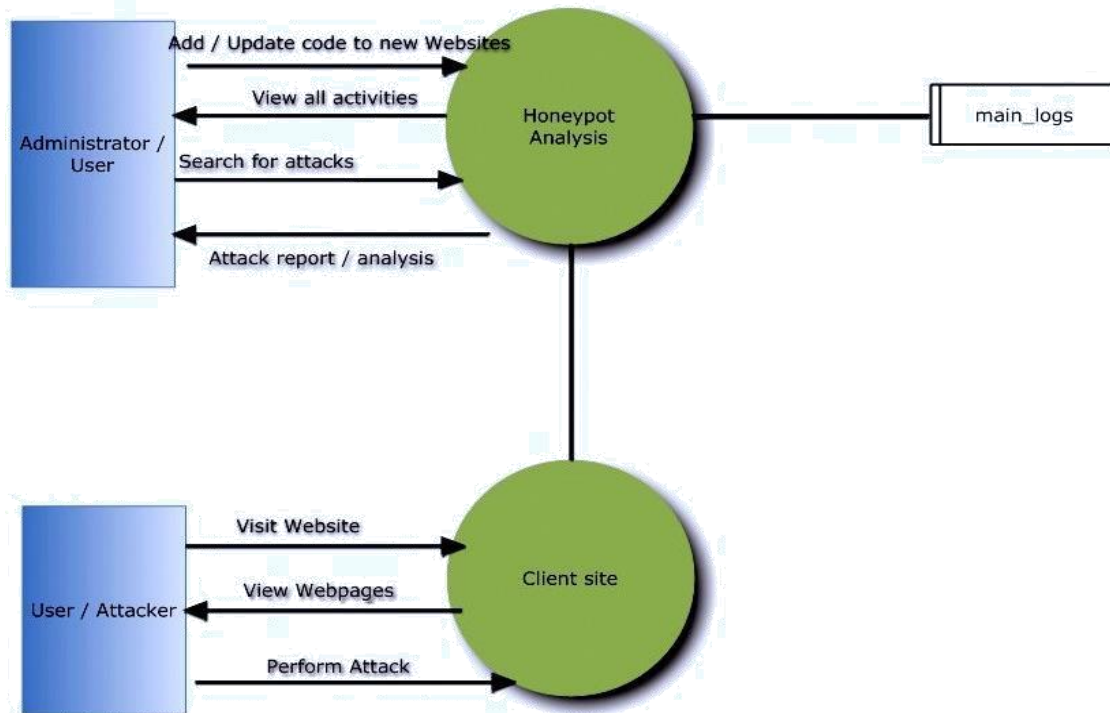 Add / Update code to new Websites
View all activities
Administrator /
User
Search for attacks
Attack report / analysis
Honeypot
Analysis
main_logs
Visit Website
View Webpages
User / Attacker
Perform Attack
Client site